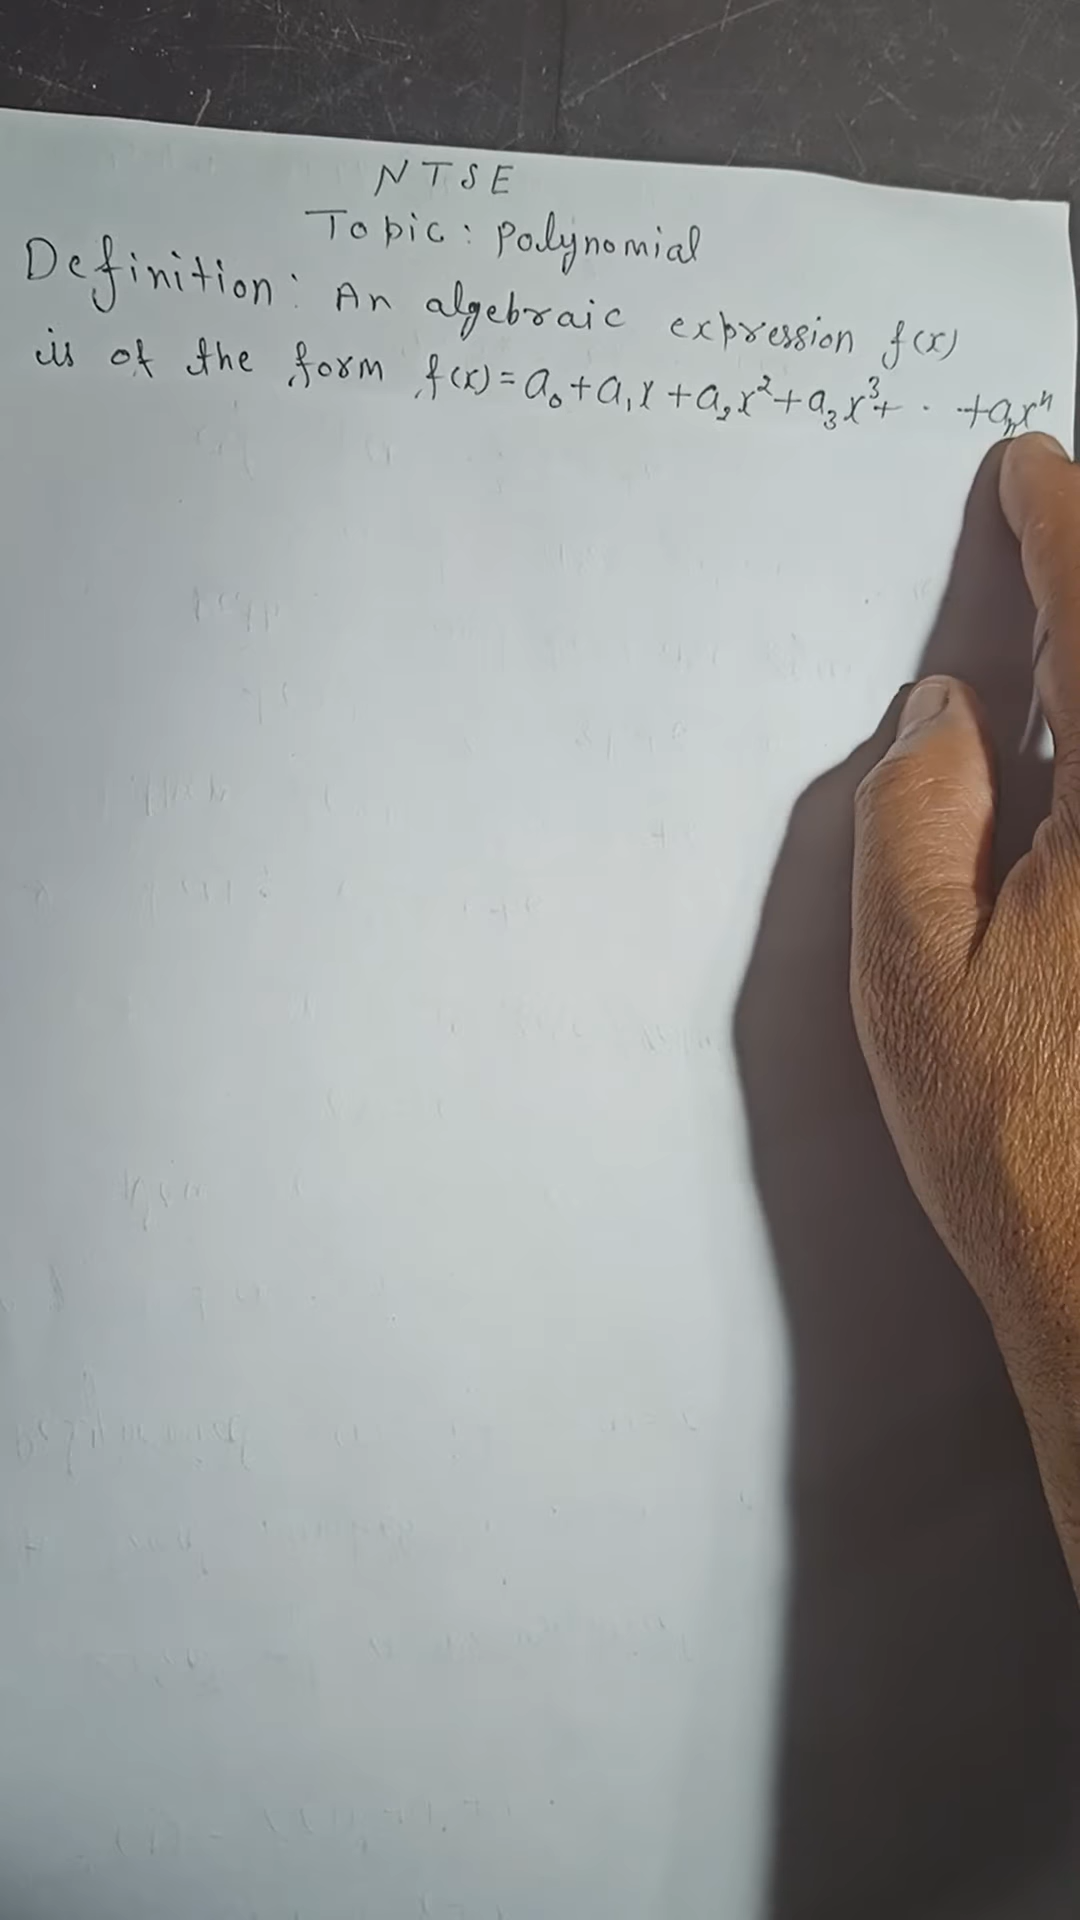 NTSE
Topic: Polynomial
Definition: An algebraic expression f(x)
is of the form f(x) = a₀ + a₁x + a₂x² + a₃x³ + . . + aₙxⁿ